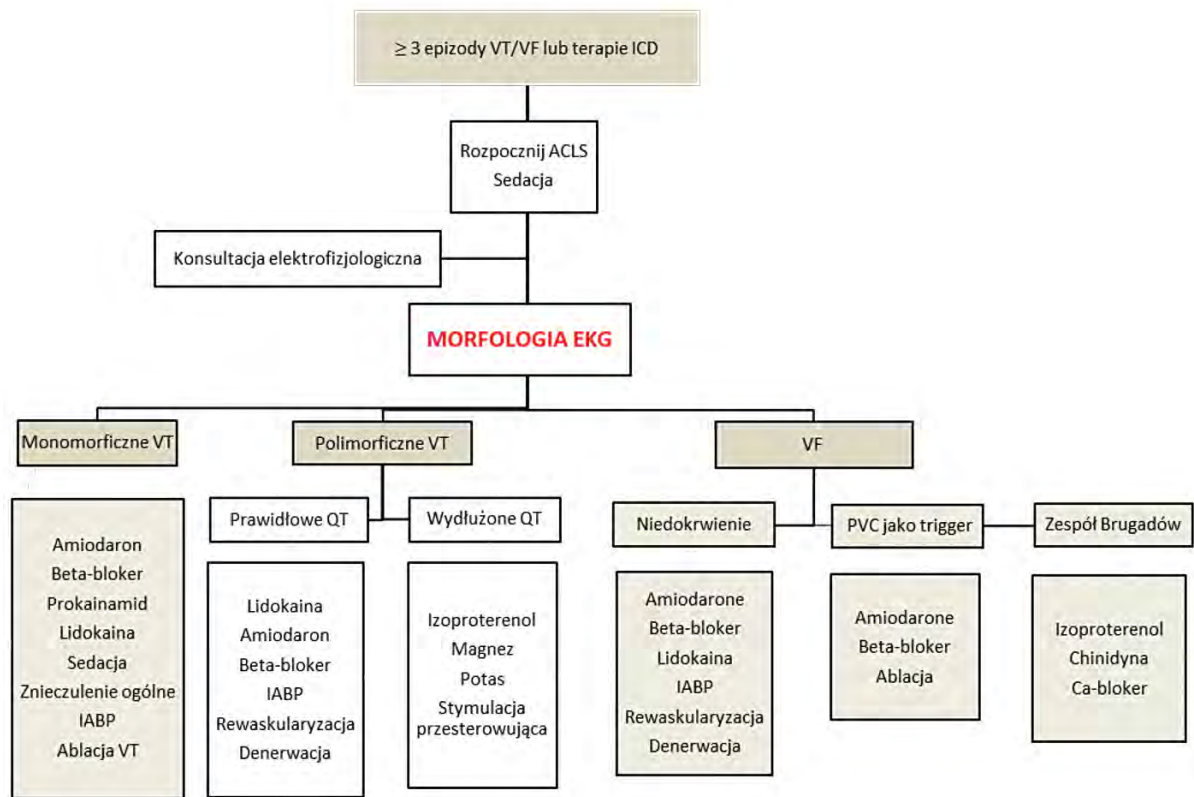 ≥ 3 epizody VT/VF lub terapie ICD
Rozpocznij ACLS
Sedacja
Konsultacja elektrofizjologiczna
MORFOLOGIA EKG
Monomorficzne VT
Polimorficzne VT
VF
Prawidłowe QT
Wydłużone QT
Niedokrwienie
PVC jako trigger
Zespół Brugadów
Amiodaron
Beta-bloker
Prokainamid
Lidokaina
Sedacja
Znieczulenie ogólne
IABP
Ablacja VT
Lidokaina
Amiodaron
Beta-bloker
IABP
Rewaskularyzacja
Denerwacja
Izoproterenol
Magnez
Potas
Stymulacja
przesterowująca
Amiodarone
Beta-bloker
Lidokaina
IABP
Rewaskularyzacja
Denerwacja
Amiodarone
Beta-bloker
Ablacja
Izoproterenol
Chinidyna
Ca-bloker